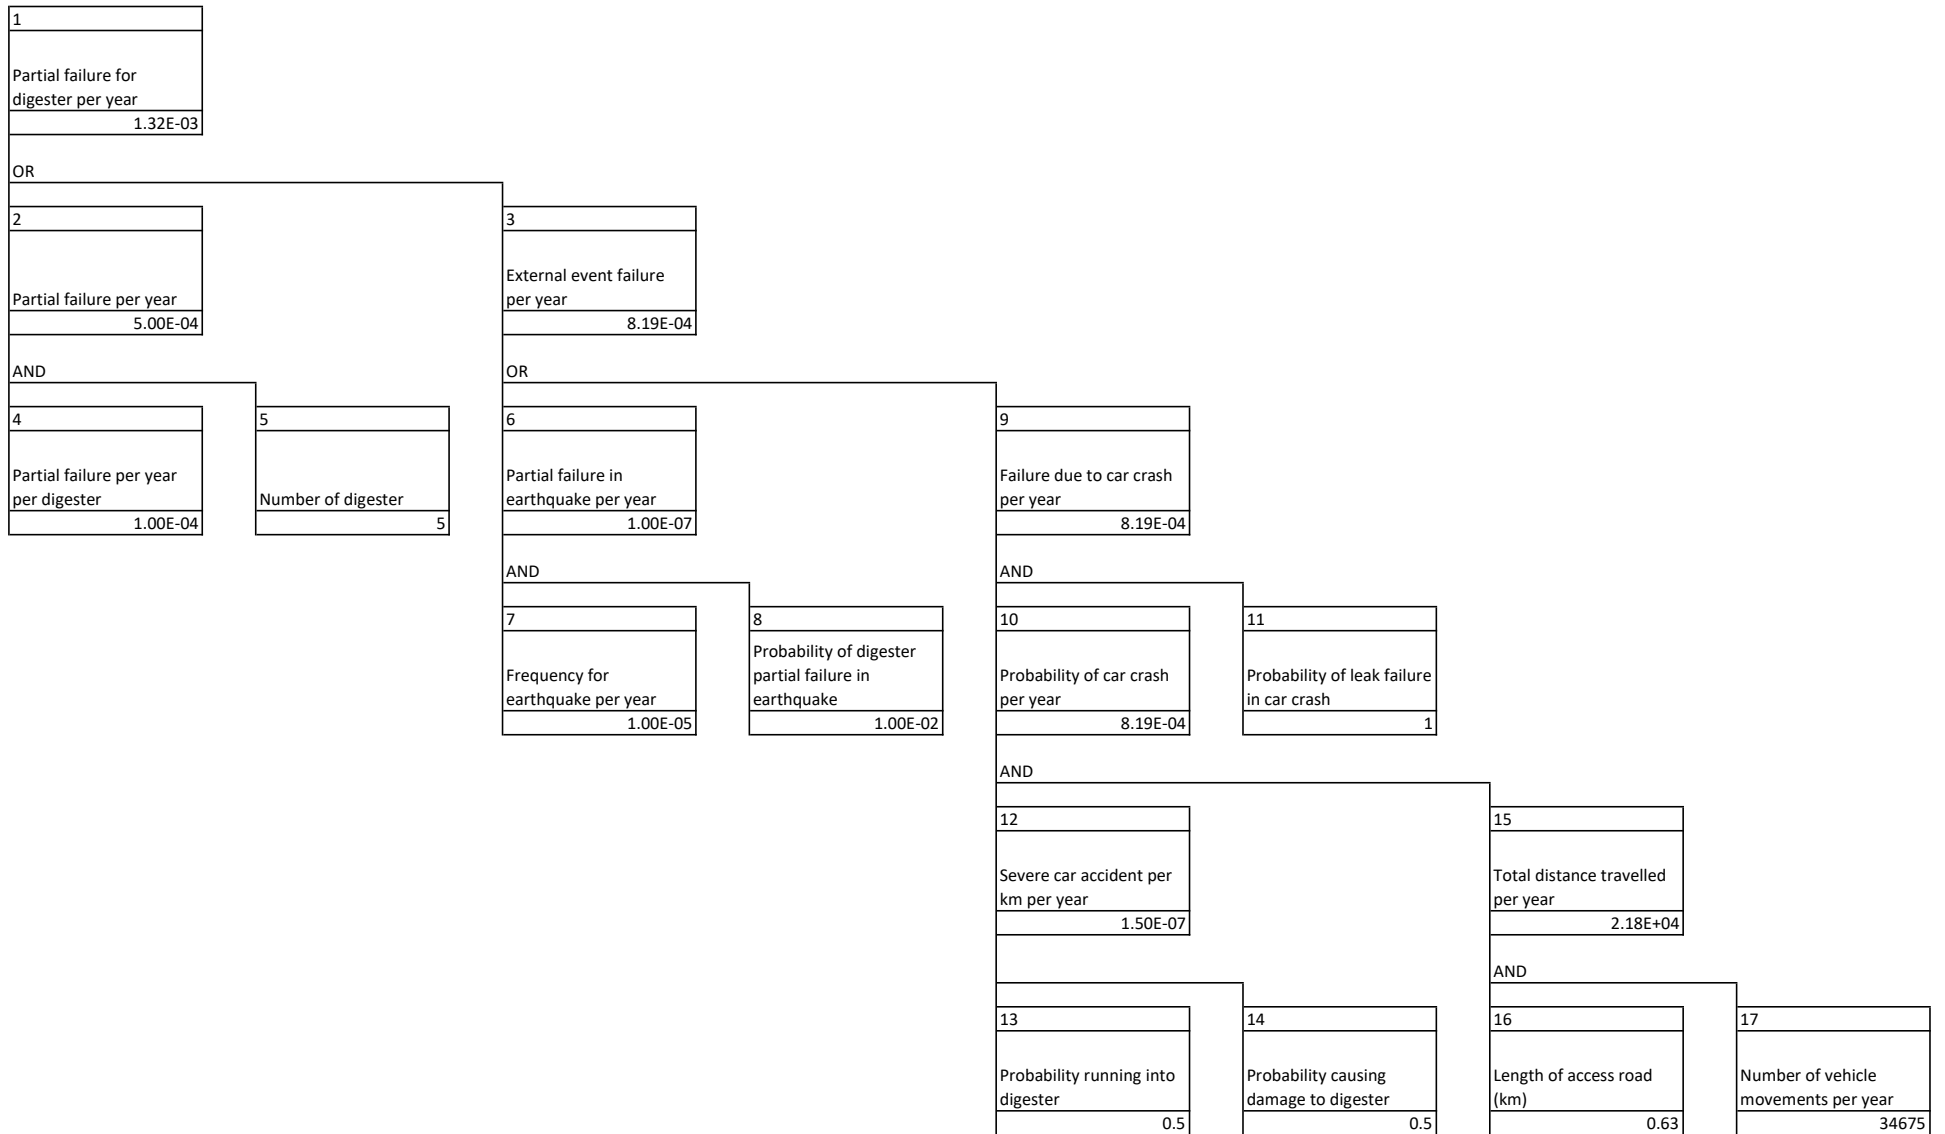 1
Partial failure for
digester per year
1.32E-03
OR
2
Partial failure per year
5.00E-04
3
External event failure
per year
8.19E-04
AND
OR
4
Partial failure per year
per digester
1.00E-04
5
Number of digester
5
6
Partial failure in
earthquake per year
1.00E-07
9
Failure due to car crash
per year
8.19E-04
AND
AND
7
Frequency for
earthquake per year
1.00E-05
8
Probability of digester
partial failure in
earthquake
1.00E-02
10
Probability of car crash
per year
8.19E-04
11
Probability of leak failure
in car crash
1
AND
12
Severe car accident per
km per year
1.50E-07
15
Total distance travelled
per year
2.18E+04
AND
13
Probability running into
digester
0.5
14
Probability causing
damage to digester
0.5
16
Length of access road
(km)
0.63
17
Number of vehicle
movements per year
34675